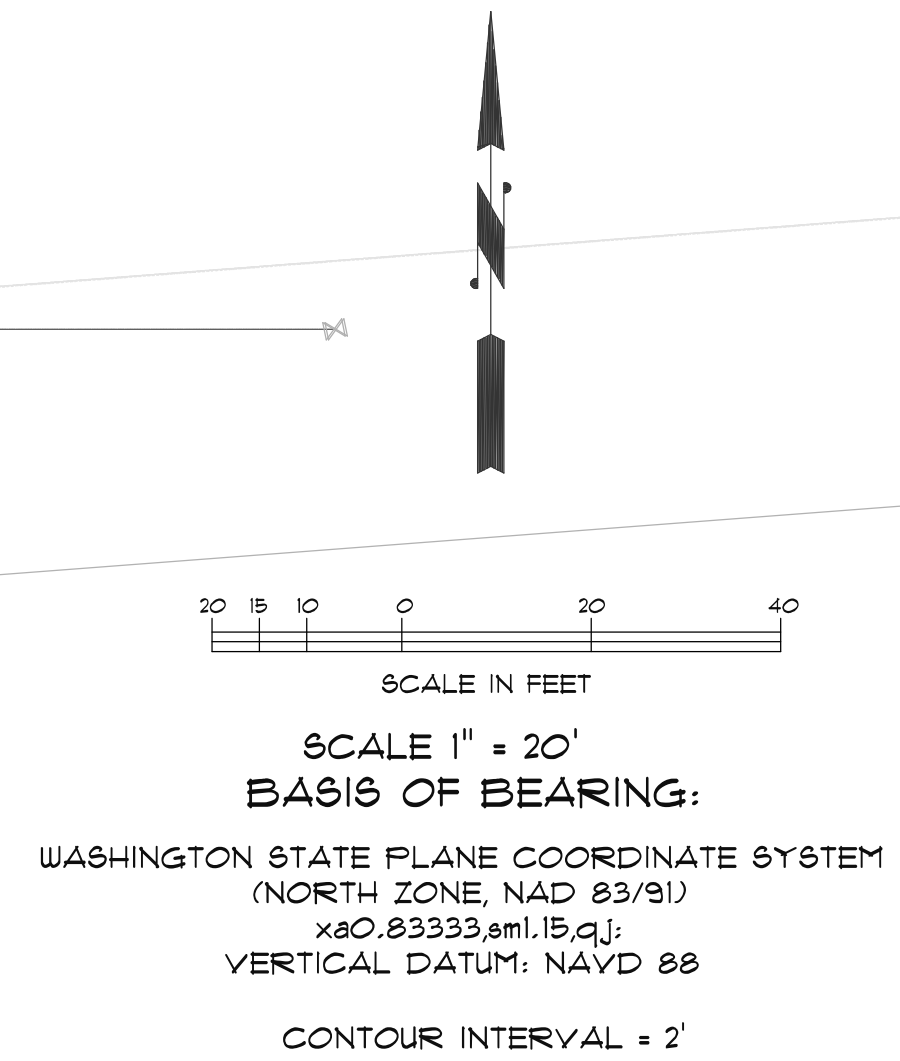 N
20 15 10 0 20 40
SCALE IN FEET
SCALE 1" = 20'
BASIS OF BEARING:
WASHINGTON STATE PLANE COORDINATE SYSTEM
(NORTH ZONE, NAD 83/91)
xa0.83333,sm1.15,qj;
VERTICAL DATUM: NAVD 88
CONTOUR INTERVAL = 2'